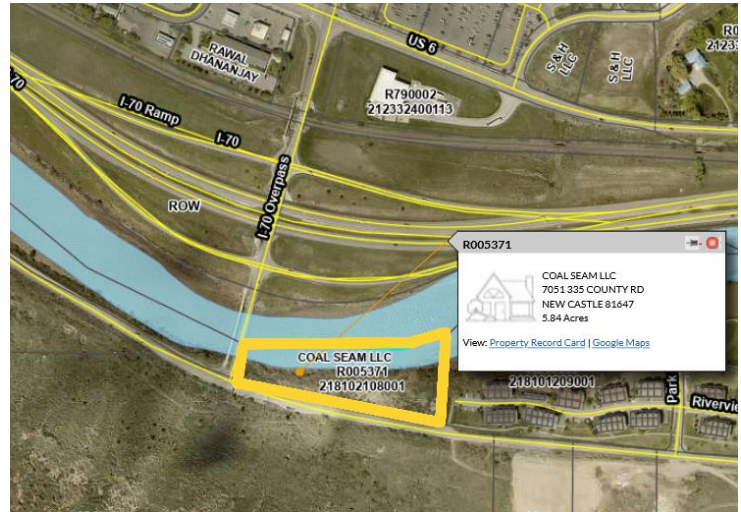 US 6
RAWAL
DHANANJAY
S & H
LLC
S & H
LLC
R790002
212332400113
I-70 Ramp
I-70
I-70 Overpass
ROW
R005371
COAL SEAM LLC
7051 335 COUNTY RD
NEW CASTLE 81647
5.84 Acres
View: Property Record Card | Google Maps
COAL SEAM LLC
R005371
218102108001
218101209001
Park
Rivervie